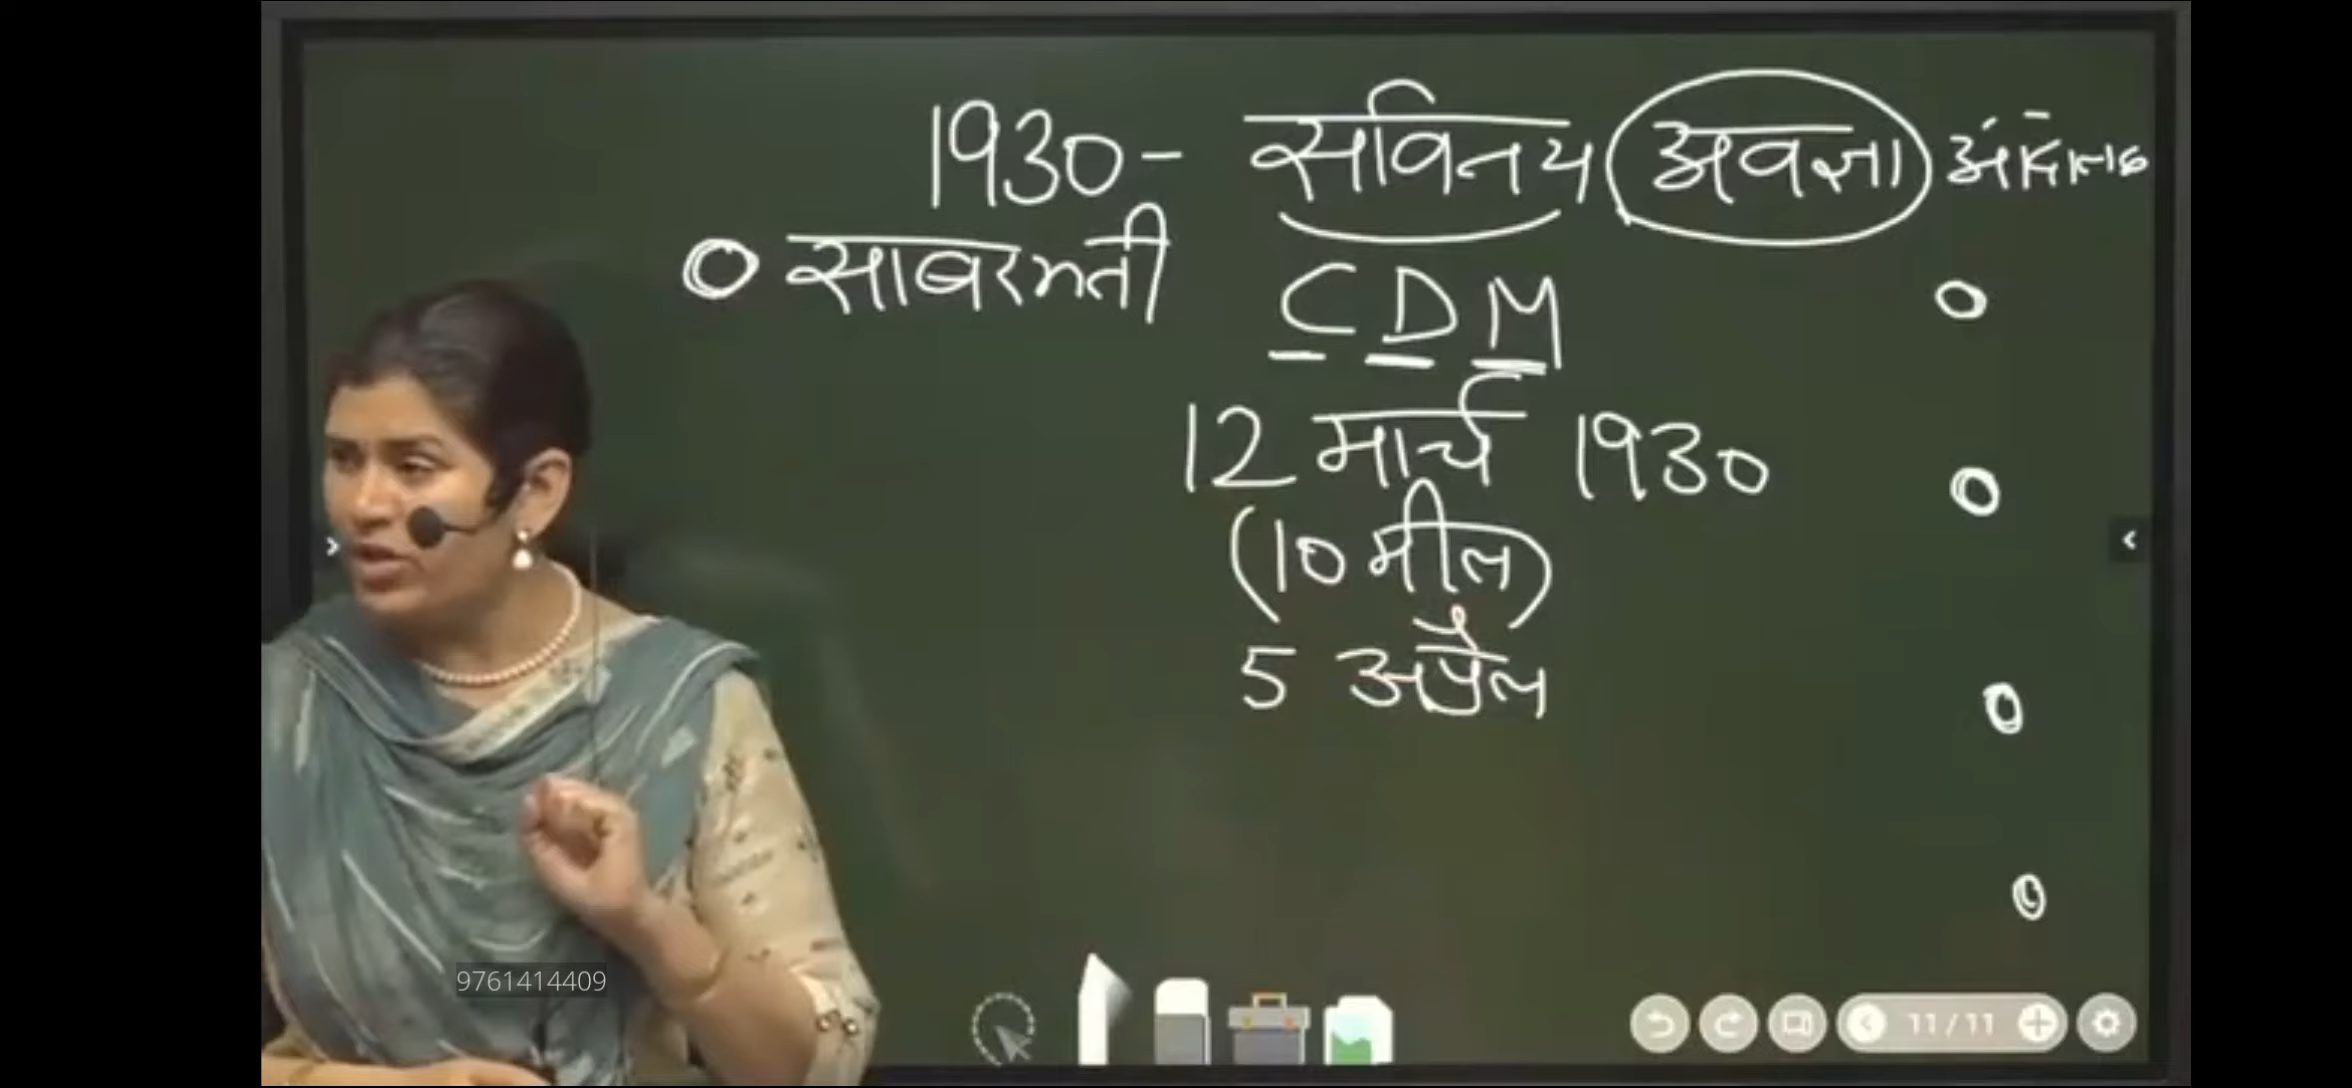 1930- सविनय अवज्ञा
साबरमती
CDM
12 मार्च 1930
(10 मील)
5 अप्रैल
9761414409
11/11